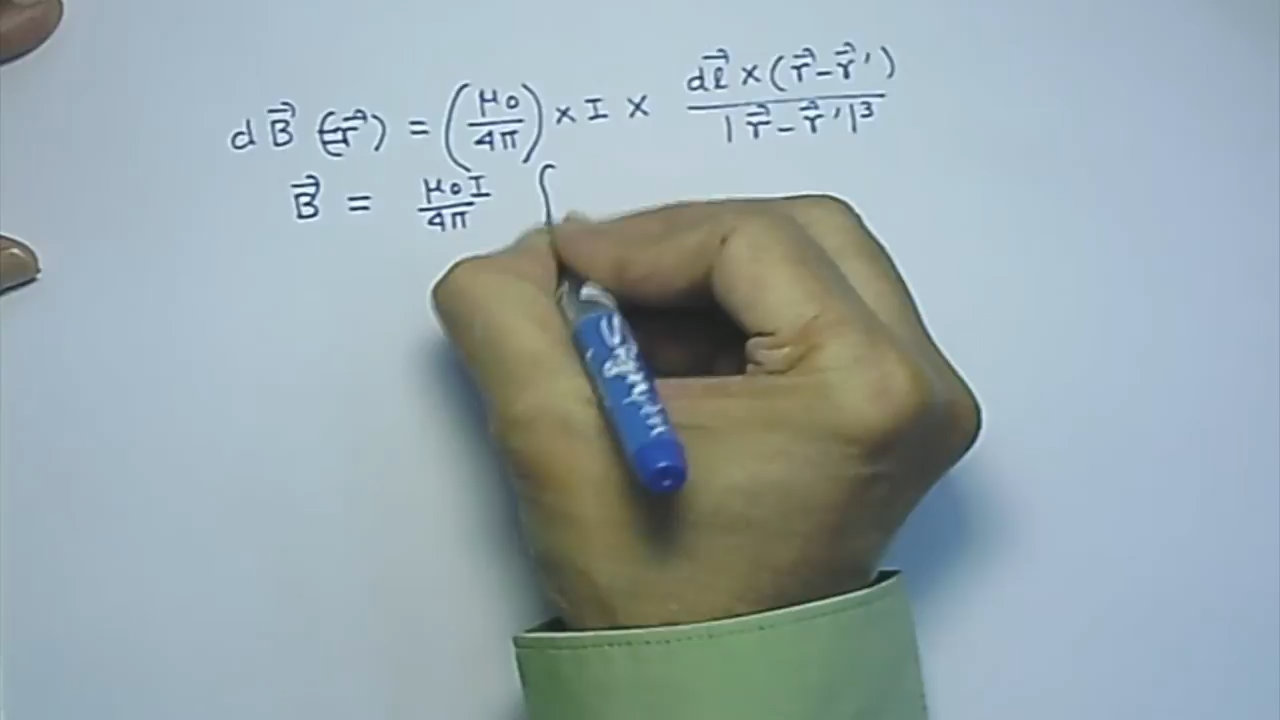 dB⃗ (r⃗) = (μ₀/4π) × I × dl⃗ × (r⃗ - r⃗ ′) / |r⃗ - r⃗ ′|³
B⃗ = μ₀I/4π ∫